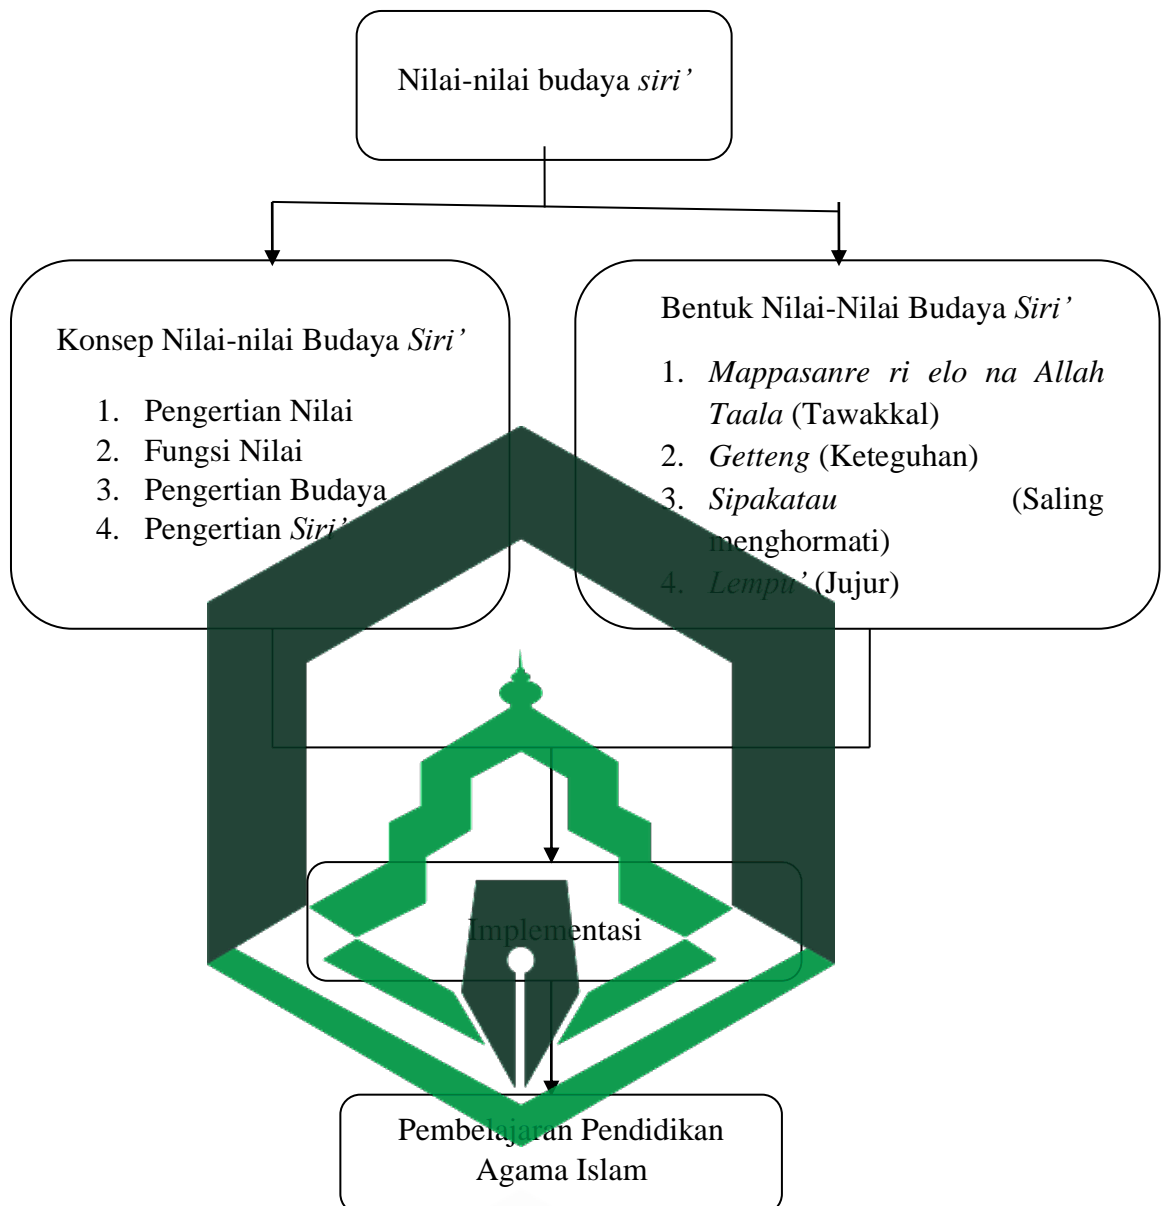 Nilai-nilai budaya siri’
Konsep Nilai-nilai Budaya Siri’
1. Pengertian Nilai
2. Fungsi Nilai
3. Pengertian Budaya
4. Pengertian Siri’
Bentuk Nilai-Nilai Budaya Siri’
1. Mappasanre ri elo na Allah
Taala (Tawakkal)
2. Getteng (Keteguhan)
3. Sipakatau (Saling
menghormati)
4. Lempu’ (Jujur)
Implementasi
Pembelajaran Pendidikan
Agama Islam